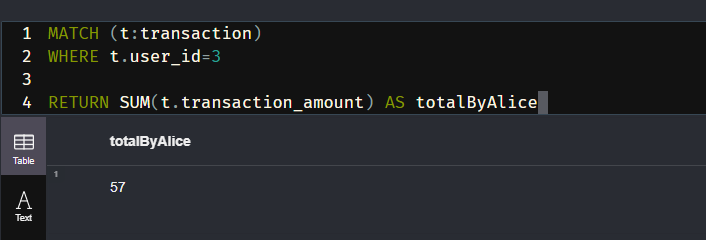 1 MATCH (t:transaction)
2 WHERE t.user_id=3
3
4 RETURN SUM(t.transaction_amount) AS totalByAlice
Table
totalByAlice
1
57
Text